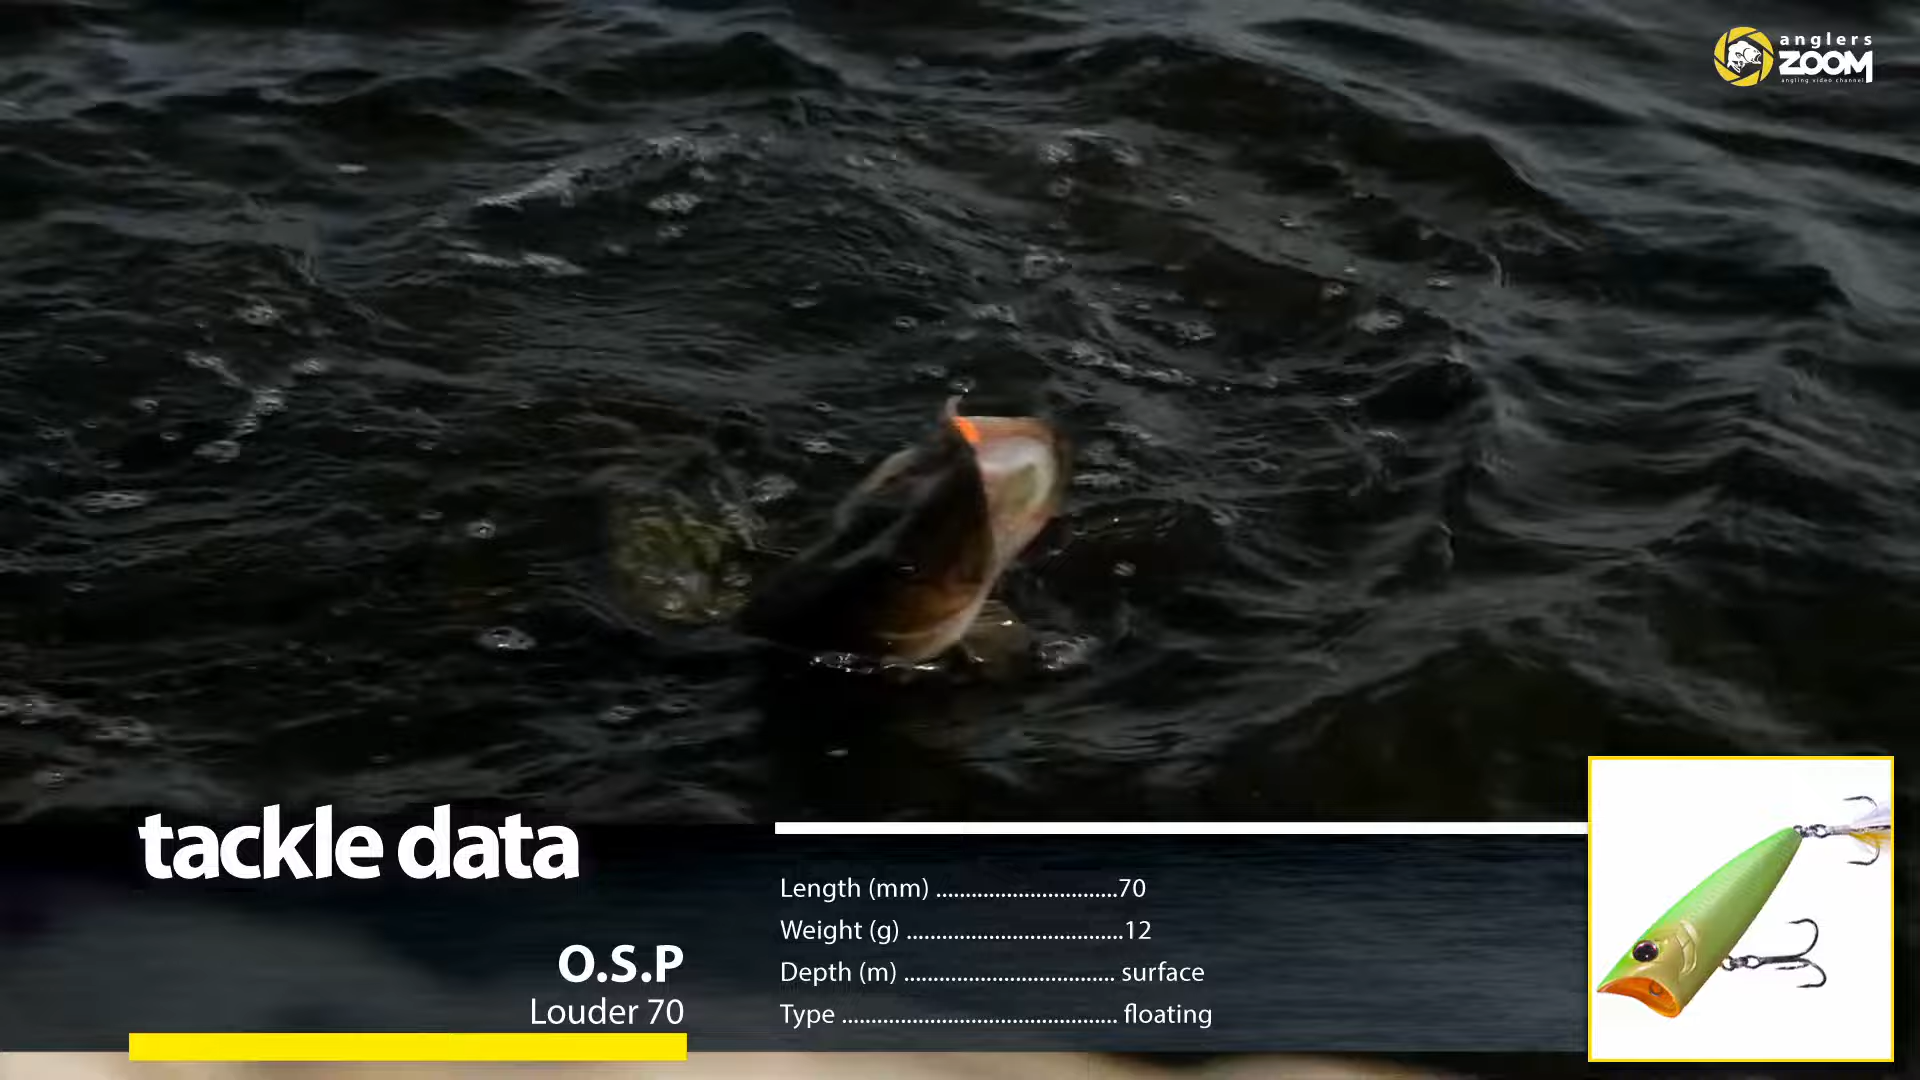 anglers
ZOOM
angling video channel
tackle data
O.S.P
Louder 70
Length (mm) ...............................70
Weight (g) .....................................12
Depth (m) .................................... surface
Type ............................................... floating